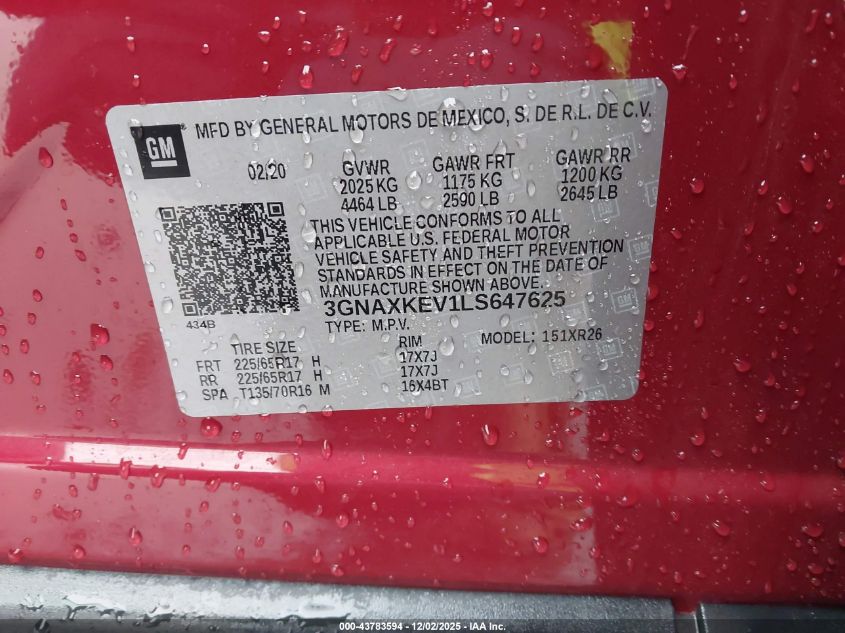 GM
MFD BY GENERAL MOTORS DE MEXICO, S. DE R.L. DE C.V.
02/20 GVWR GAWR FRT GAWR RR
2025 KG 1175 KG 1200 KG
4464 LB 2590 LB 2645 LB
THIS VEHICLE CONFORMS TO ALL
APPLICABLE U.S. FEDERAL MOTOR
VEHICLE SAFETY AND THEFT PREVENTION
STANDARDS IN EFFECT ON THE DATE OF
MANUFACTURE SHOWN ABOVE.
3GNAXKEV1LS647625
434B TYPE: M.P.V. MODEL: 151XR26
TIRE SIZE RIM
FRT 225/65R17 H 17X7J
RR 225/65R17 H 17X7J
SPA T135/70R16 M 16X4BT
000-43783594 - 12/02/2025 - IAA Inc.